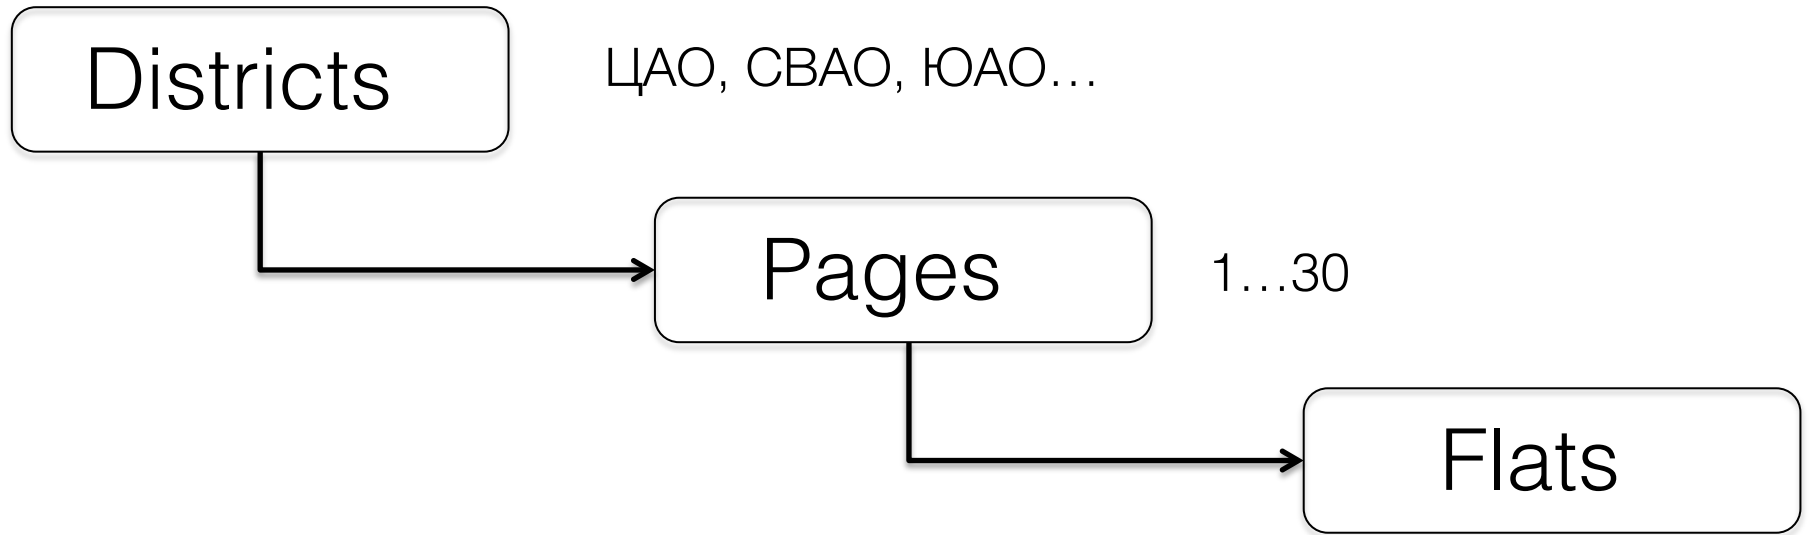 Districts
ЦАО, СВАО, ЮАО…
Pages
1…30
Flats